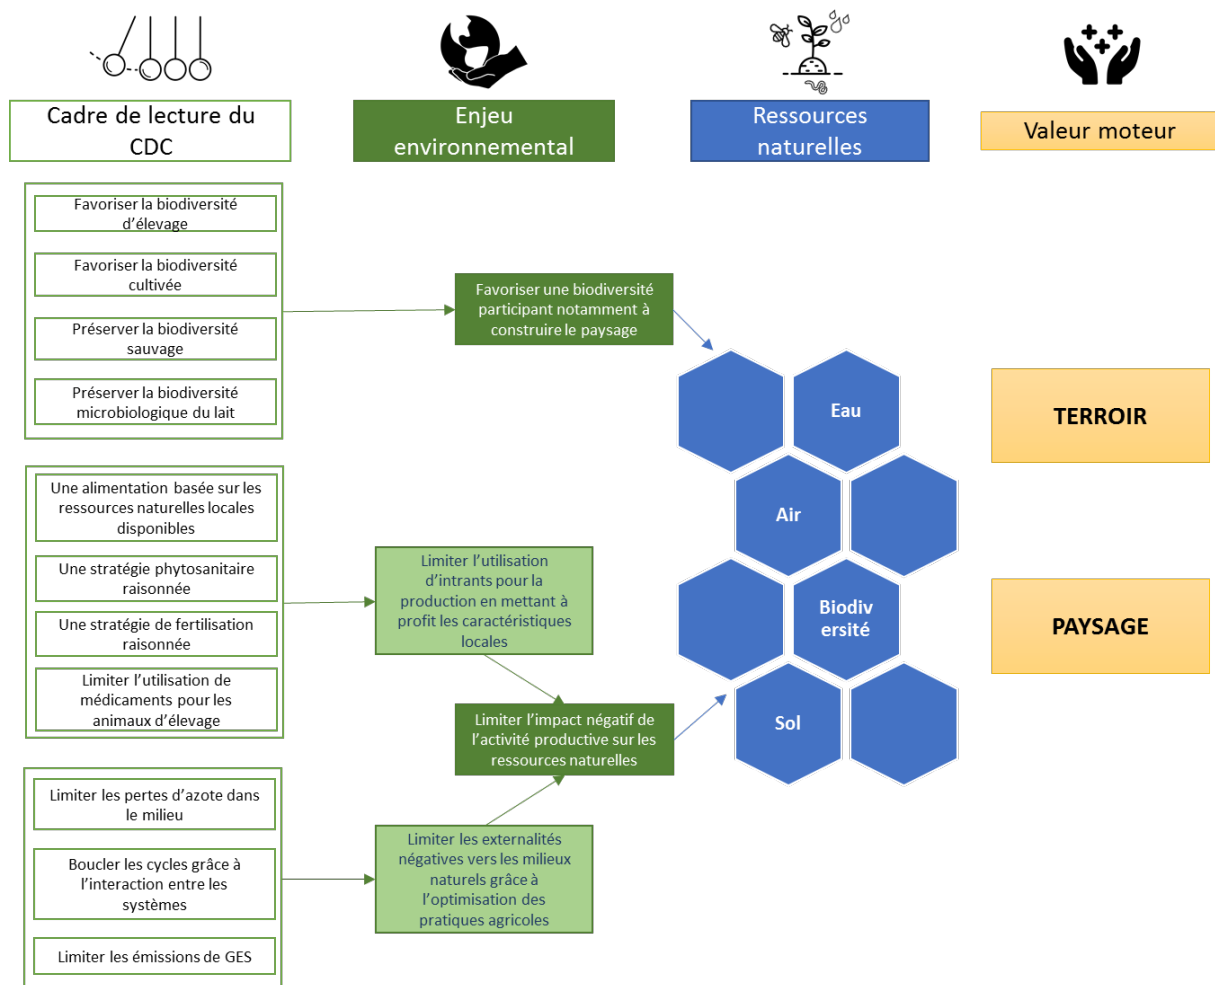 Cadre de lecture du
CDC
Enjeu
environnemental
Ressources
naturelles
Valeur moteur
Favoriser la biodiversité
d’élevage
Favoriser la biodiversité
cultivée
Préserver la biodiversité
sauvage
Préserver la biodiversité
microbiologique du lait
Favoriser une biodiversité
participant notamment à
construire le paysage
Une alimentation basée sur les
ressources naturelles locales
disponibles
Une stratégie phytosanitaire
raisonnée
Une stratégie de fertilisation
raisonnée
Limiter l’utilisation de
médicaments pour les
animaux d’élevage
Limiter l’utilisation
d’intrants pour la
production en mettant à
profit les caractéristiques
locales
Limiter l’impact négatif de
l’activité productive sur les
ressources naturelles
Limiter les pertes d’azote dans
le milieu
Boucler les cycles grâce à
l’interaction entre les
systèmes
Limiter les émissions de GES
Limiter les externalités
négatives vers les milieux
naturels grâce à
l’optimisation des
pratiques agricoles
Eau
Air
Biodiv
ersité
Sol
TERROIR
PAYSAGE